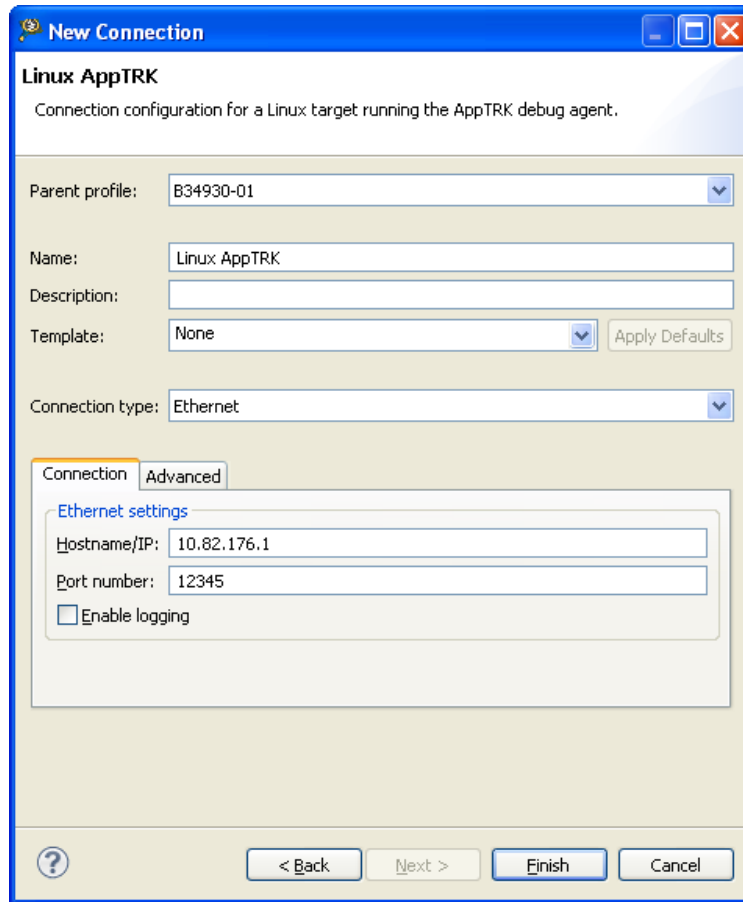 New Connection
Linux AppTRK
Connection configuration for a Linux target running the AppTRK debug agent.
Parent profile: B34930-01
Name: Linux AppTRK
Description:
Template: None Apply Defaults
Connection type: Ethernet
Connection Advanced
Ethernet settings
Hostname/IP: 10.82.176.1
Port number: 12345
Enable logging
? < Back Next > Finish Cancel